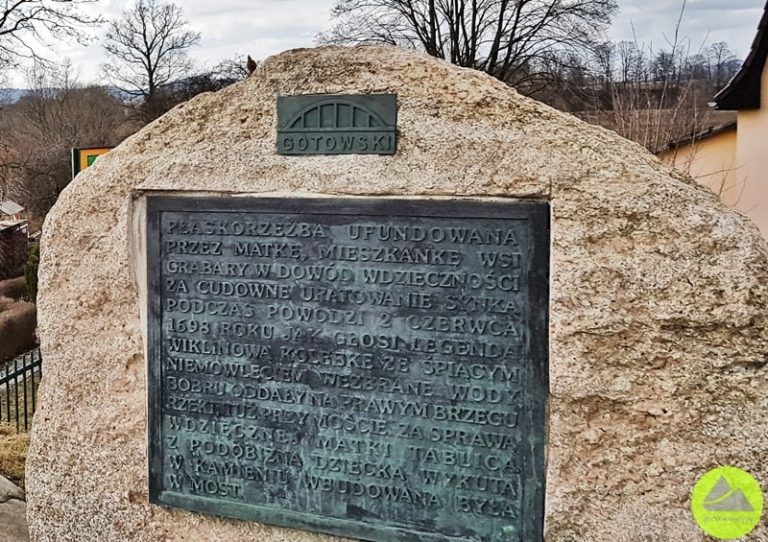 GOTOWSKI
PŁASKORZEŹBA UFUNDOWANA
PRZEZ MATKĘ, MIESZKANKĘ WSI
GRABARY, W DOWÓD WDZIĘCZNOŚCI
ZA CUDOWNE URATOWANIE SYNKA
PODCZAS POWODZI 2 CZERWCA
1698 ROKU JAK GŁOSI LEGENDA
WIKLINOWĄ KOŁESKĘ ZE ŚPIĄCYM
NIEMOWLĘCIEM WEZBRANE WODY
BOBRU ODDAŁY NA PRAWYM BRZEGU
RZEKI TUŻ PRZY MOŚCIE. ZA SPRAWĄ
WDZIĘCZNEJ MATKI TABLICA
Z PODOBIZNĄ DZIECKA WYKUTA
W KAMIENIU WBUDOWANA BYŁA
W MOST.